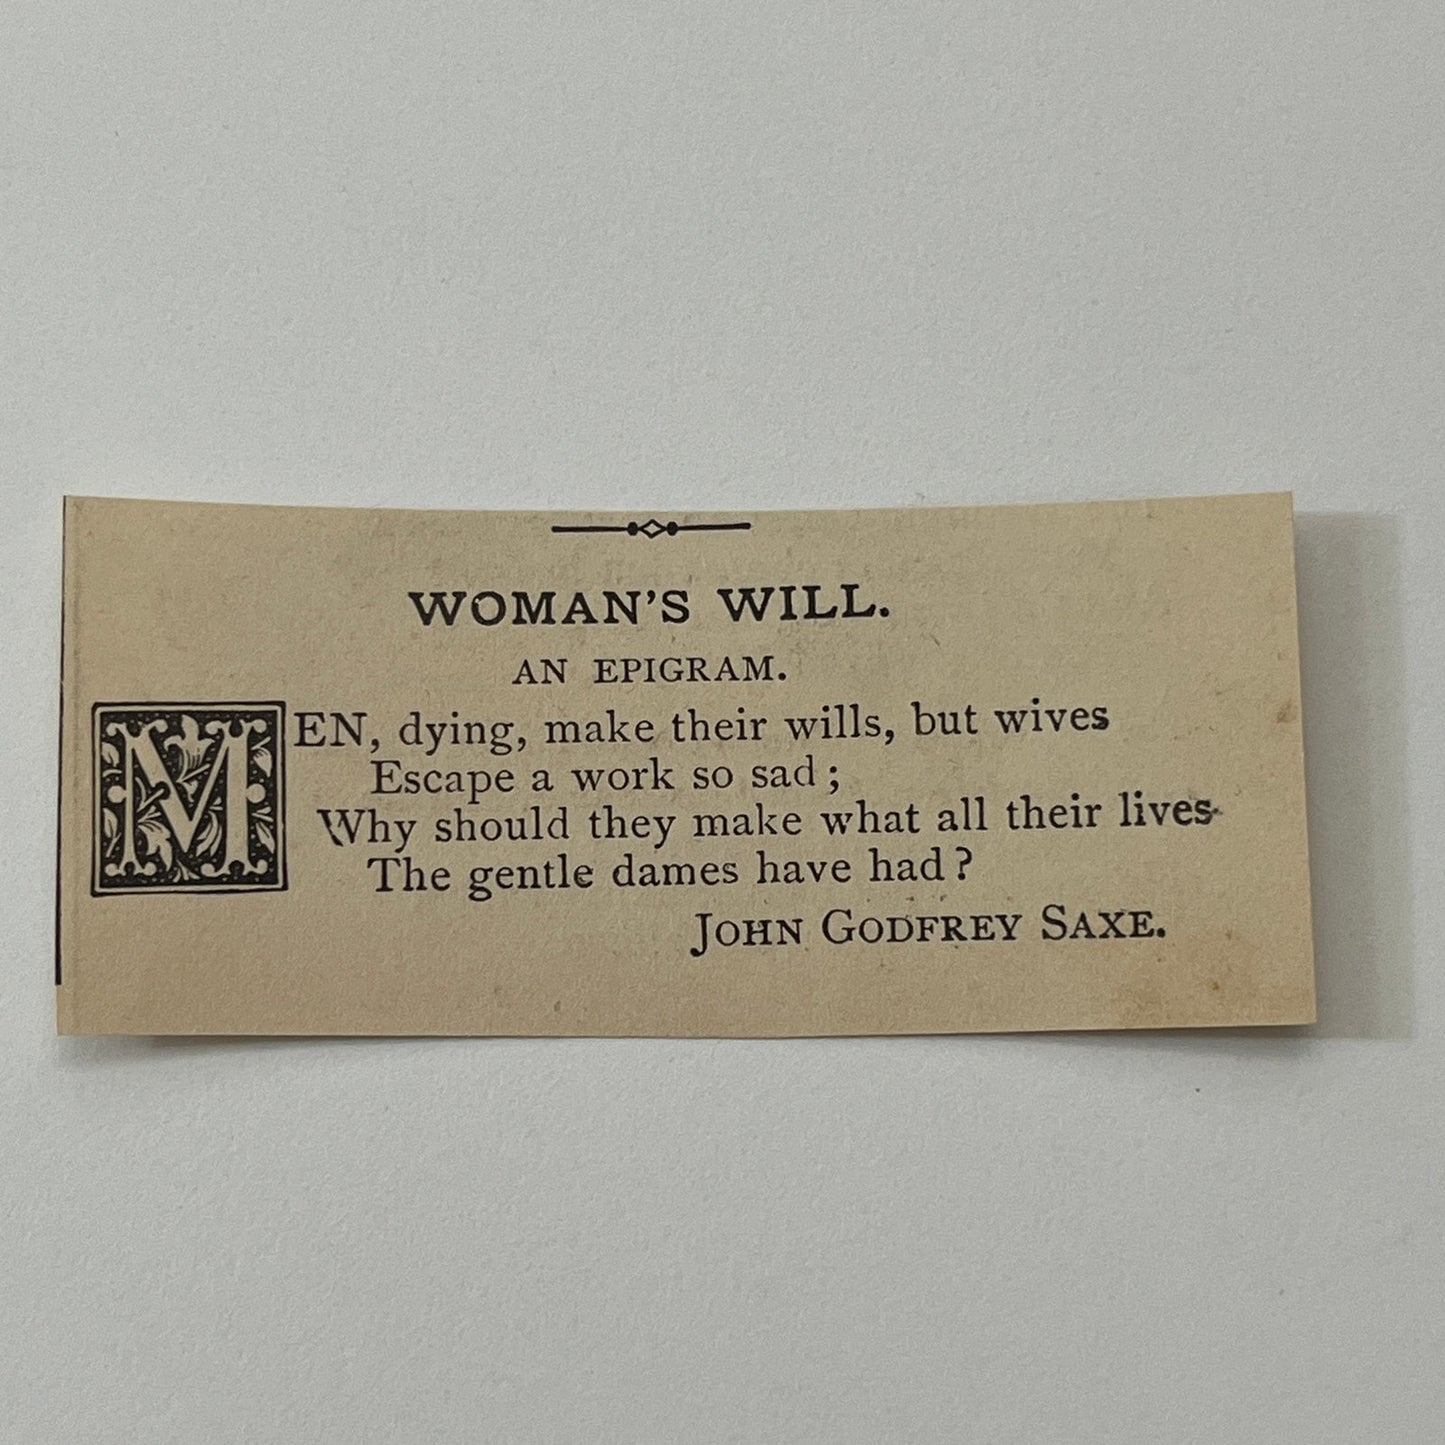 WOMAN'S WILL.
AN EPIGRAM.
MEN, dying, make their wills, but wives
Escape a work so sad;
Why should they make what all their lives
The gentle dames have had?
JOHN GODFREY SAXE.